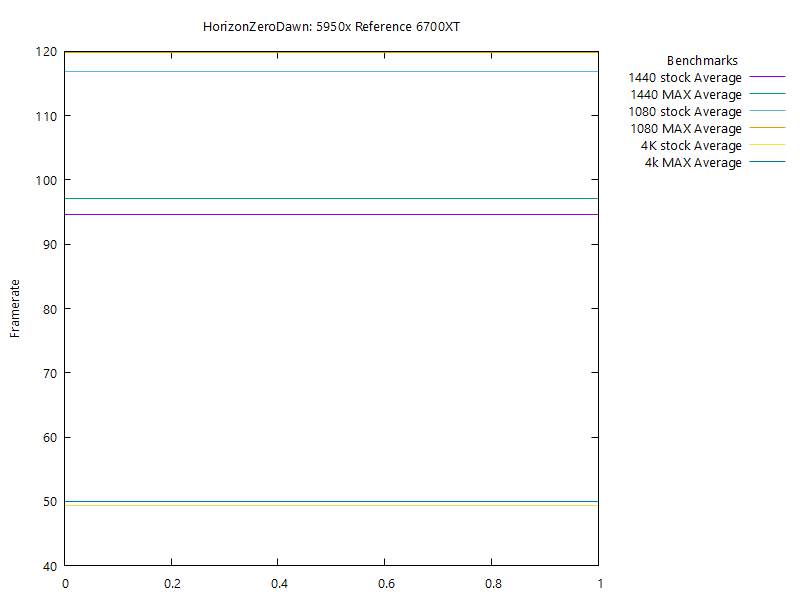 HorizonZeroDawn: 5950x Reference 6700XT
Benchmarks
1440 stock Average
1440 MAX Average
1080 stock Average
1080 MAX Average
4K stock Average
4k MAX Average
Framerate
120
110
100
90
80
70
60
50
40
0
0.2
0.4
0.6
0.8
1